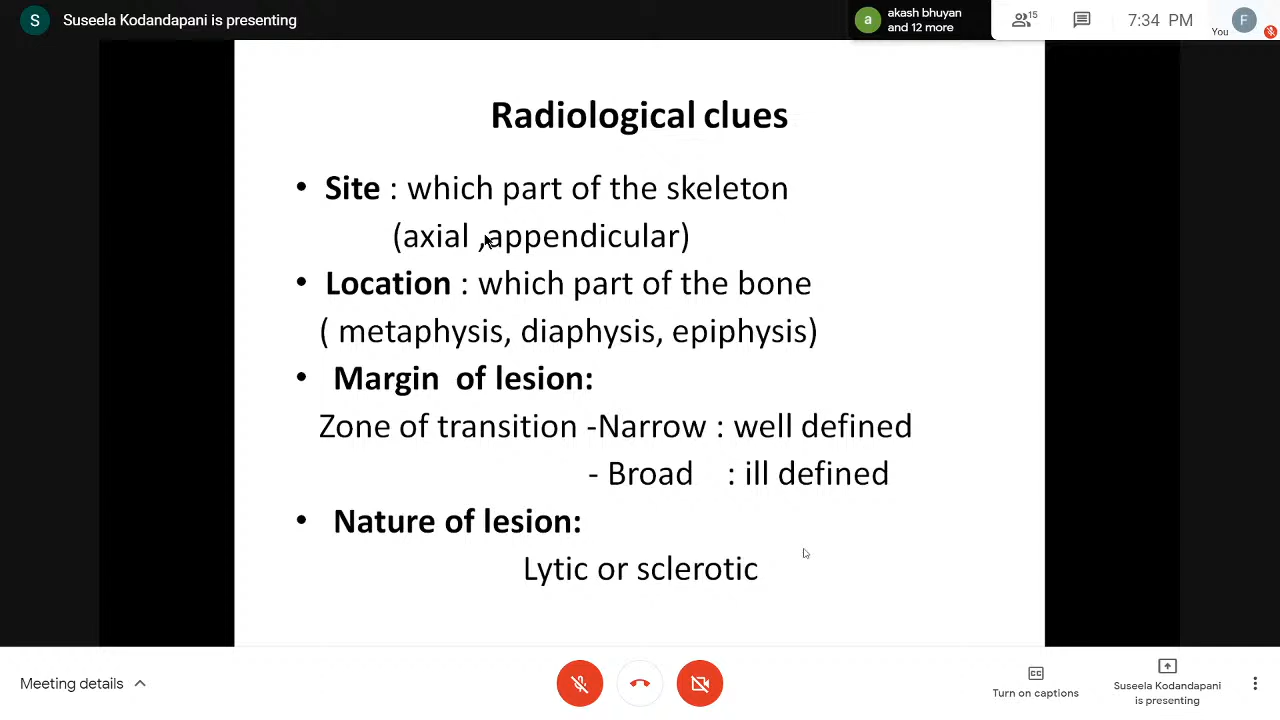 S Suseela Kodandapani is presenting
a akash bhuyan
and 12 more
15
7:34 PM
You
F
Radiological clues
• Site : which part of the skeleton
(axial ,appendicular)
• Location : which part of the bone
( metaphysis, diaphysis, epiphysis)
• Margin of lesion:
Zone of transition -Narrow : well defined
- Broad : ill defined
• Nature of lesion:
Lytic or sclerotic
Meeting details
CC
Turn on captions
Suseela Kodandapani
is presenting